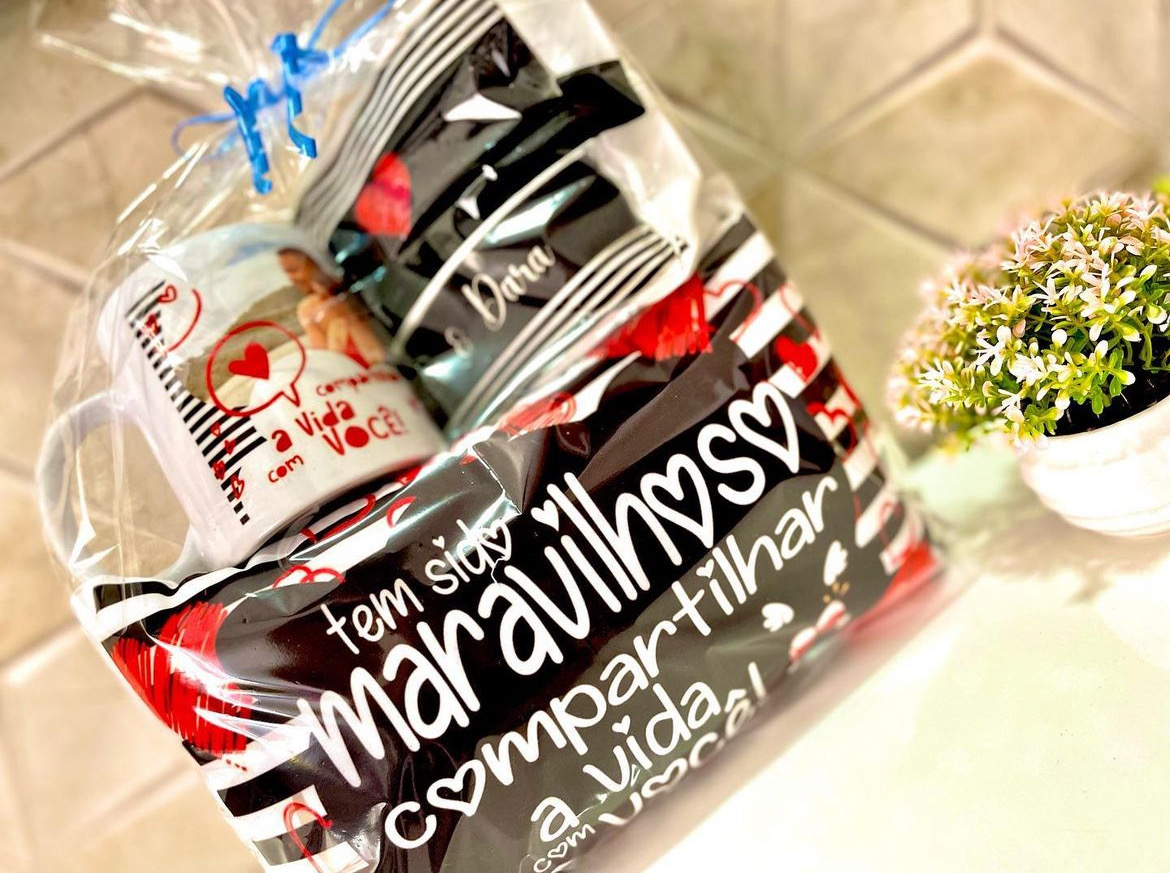 e Dara
compartilhar
a vida
com VOCÊ!
tem sido
maravilhoso
compartilhar
a vida
com você!